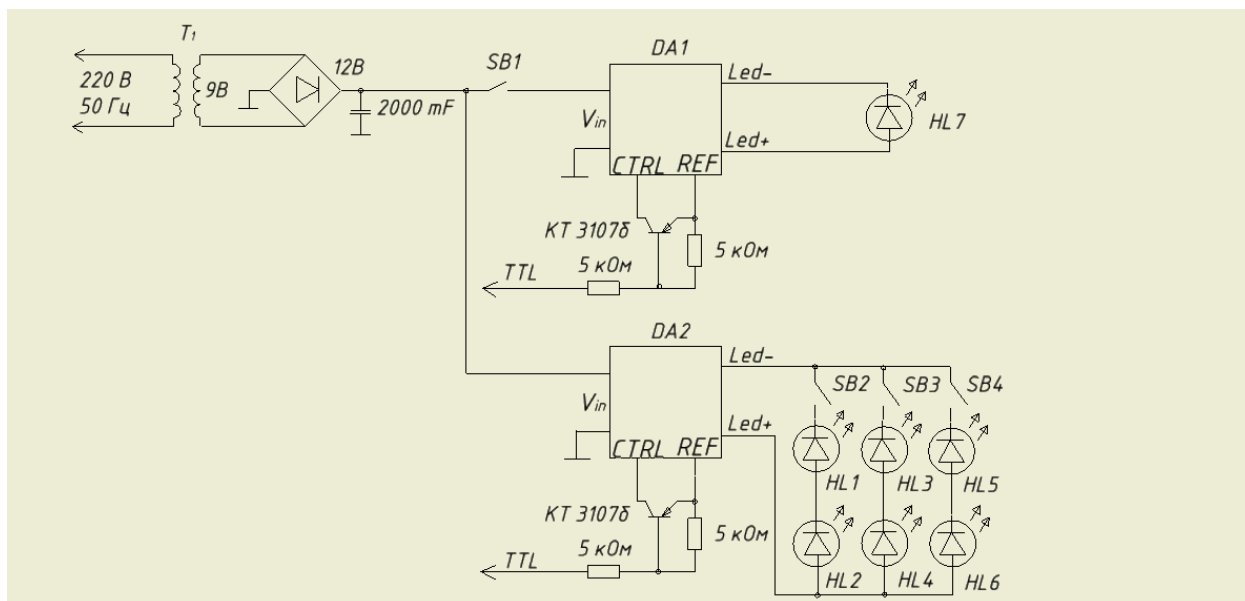 T1
220 В
50 Гц
9В
12В
2000 mF
SB1
DA1
Vin
CTRL
REF
Led-
Led+
HL7
КТ 3107б
5 кОм
5 кОм
TTL
DA2
Vin
CTRL
REF
Led-
Led+
SB2
SB3
SB4
HL1
HL3
HL5
HL2
HL4
HL6
КТ 3107б
5 кОм
5 кОм
TTL